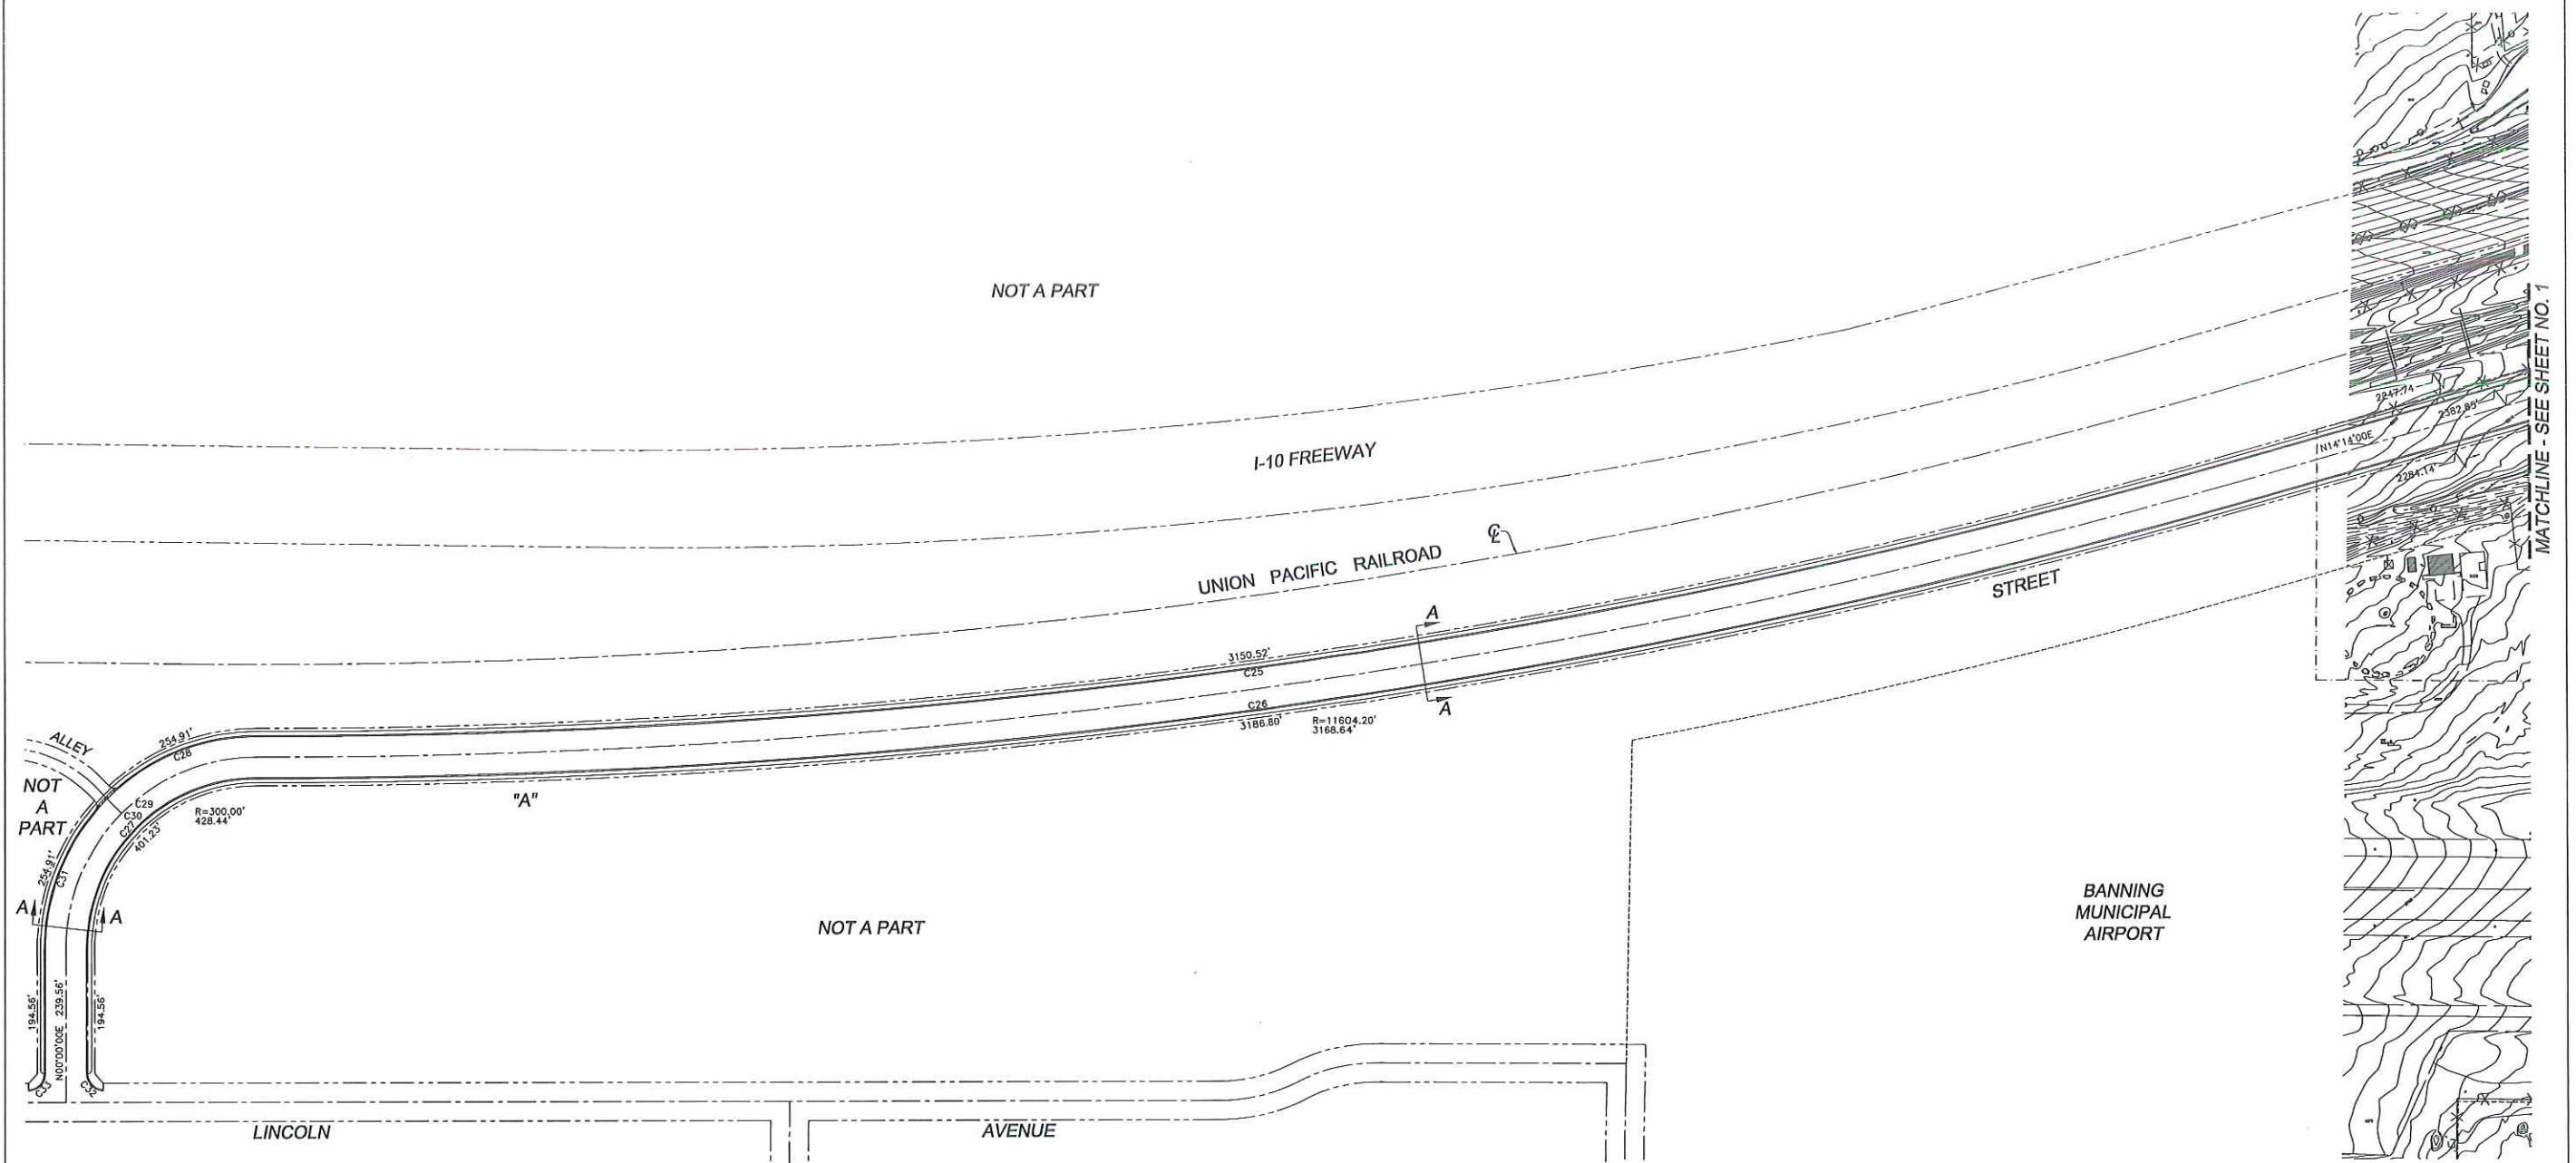 NOT A PART
MATCHLINE - SEE SHEET NO. 1
I-10 FREEWAY
2247.74
2382.85'
N14°14'00E
2284.14'
℄
UNION PACIFIC RAILROAD
STREET
A
3150.52'
C25
A
C26
3186.80'
R=11604.20'
3168.64'
ALLEY
254.91'
C28
NOT
A
PART
"A"
C29
C30
C27
401.23'
R=300.00'
428.44'
254.91'
C31
A
A
NOT A PART
BANNING
MUNICIPAL
AIRPORT
194.56'
N00°00'00E 239.56'
194.56'
C33
C32
LINCOLN
AVENUE